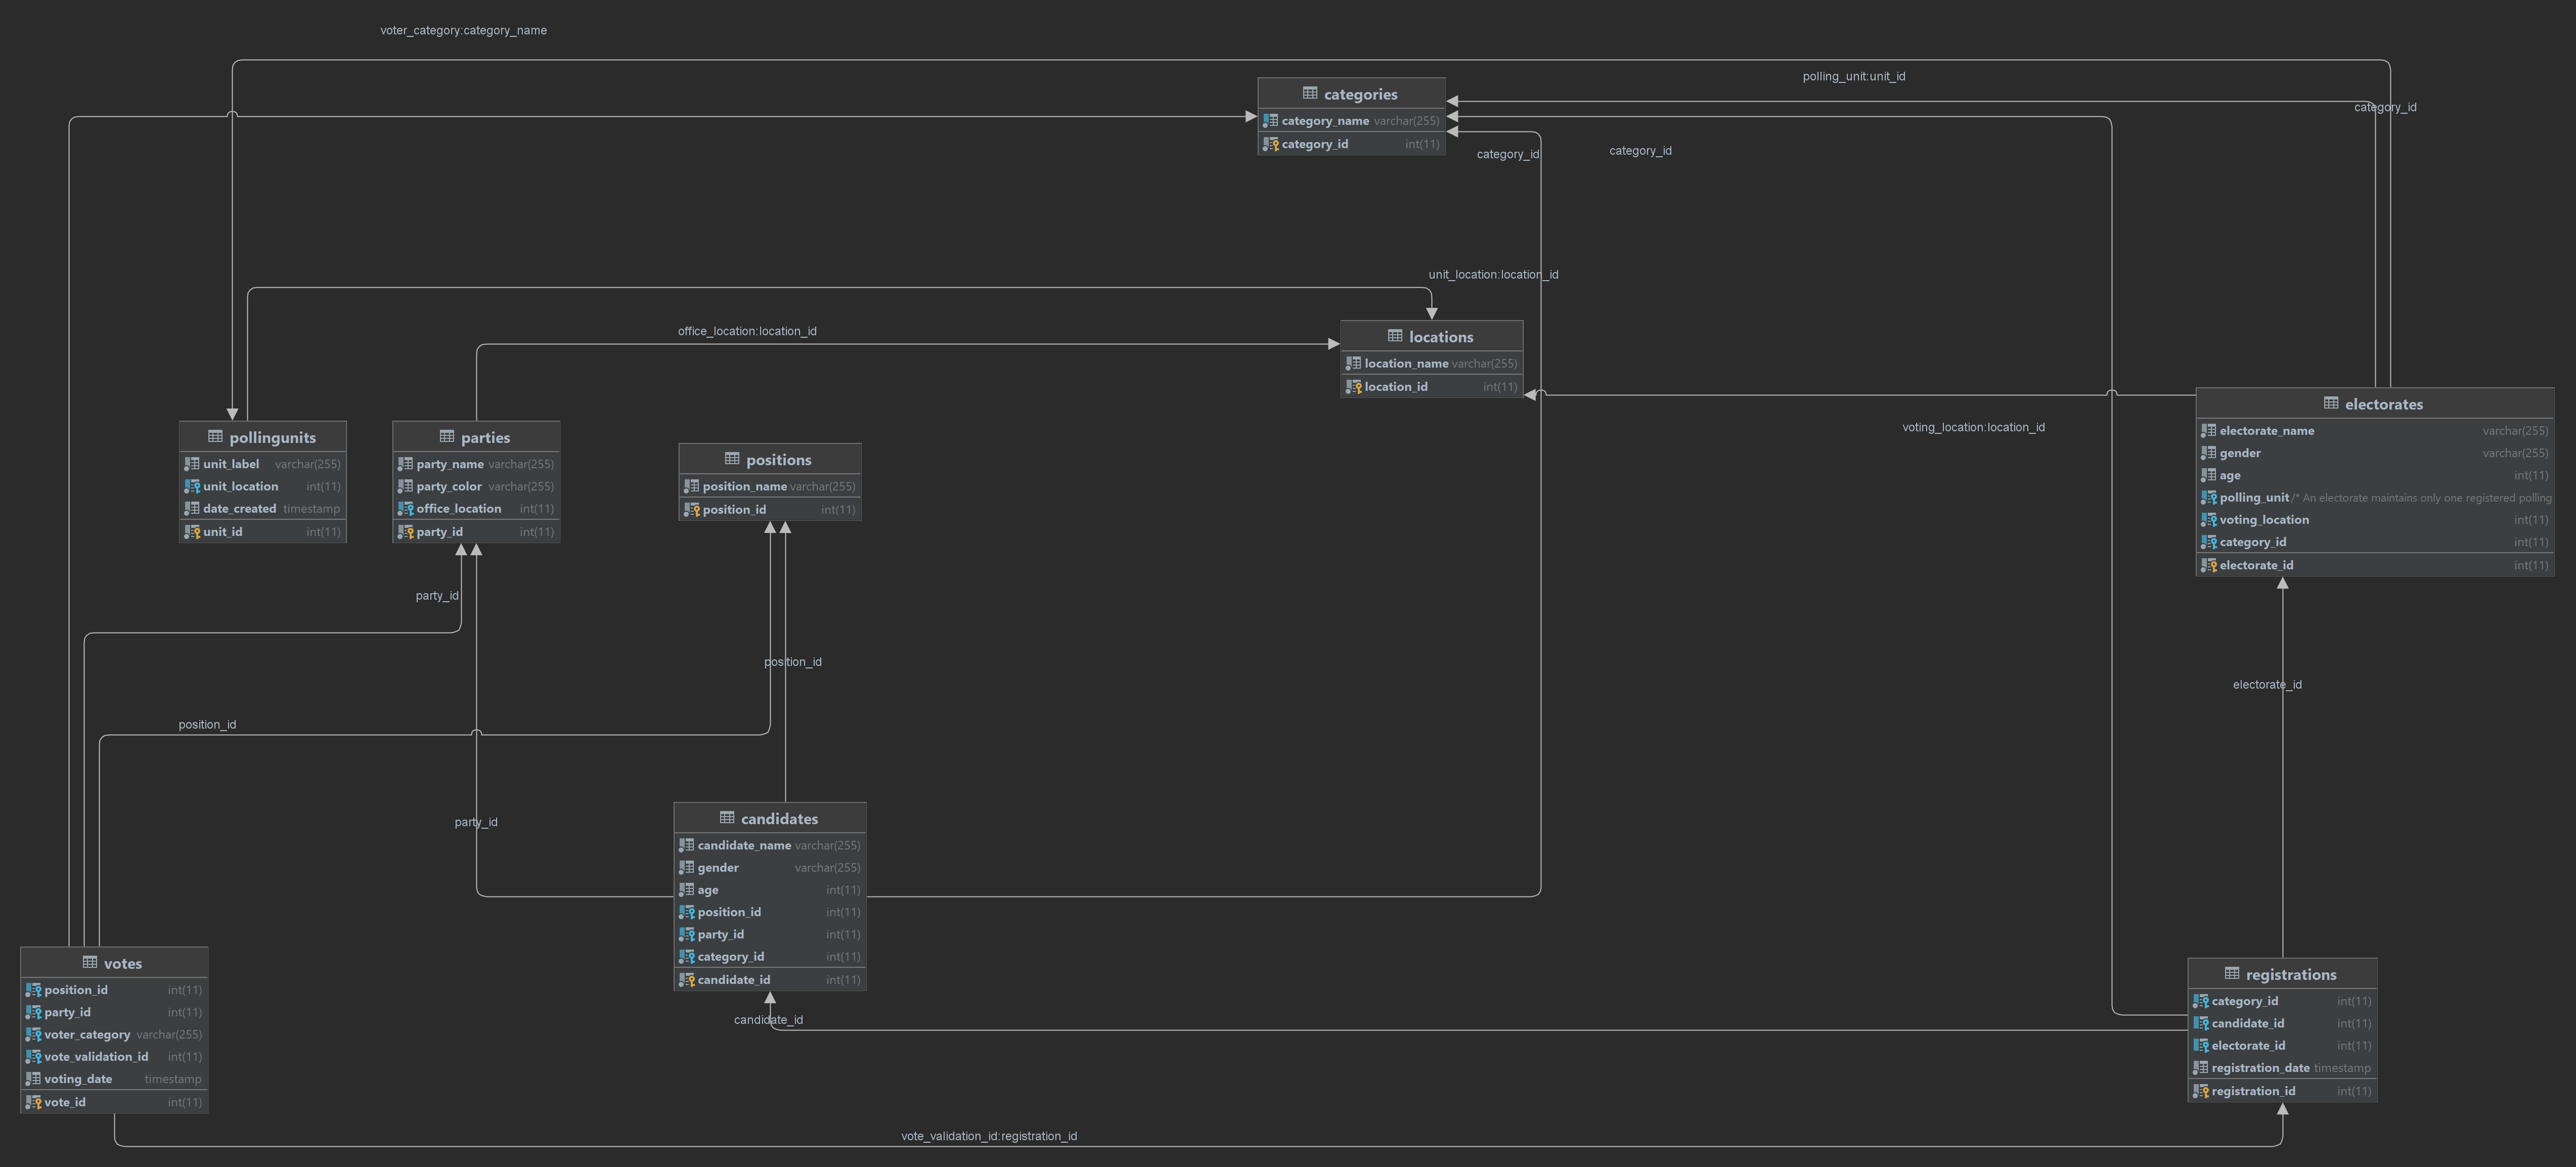 voter_category:category_name
polling_unit:unit_id
category_id
categories
category_name varchar(255)
category_id int(11)
category_id
category_id
unit_location:location_id
office_location:location_id
locations
location_name varchar(255)
location_id int(11)
voting_location:location_id
pollingunits
unit_label varchar(255)
unit_location int(11)
date_created timestamp
unit_id int(11)
parties
party_name varchar(255)
party_color varchar(255)
office_location int(11)
party_id int(11)
positions
position_name varchar(255)
position_id int(11)
electorates
electorate_name varchar(255)
gender varchar(255)
age int(11)
polling_unit /* An electorate maintains only one registered polling
voting_location int(11)
category_id int(11)
electorate_id int(11)
party_id
position_id
electorate_id
position_id
party_id
candidates
candidate_name varchar(255)
gender varchar(255)
age int(11)
position_id int(11)
party_id int(11)
category_id int(11)
candidate_id int(11)
candidate_id
votes
position_id int(11)
party_id int(11)
voter_category varchar(255)
vote_validation_id int(11)
voting_date timestamp
vote_id int(11)
registrations
category_id int(11)
candidate_id int(11)
electorate_id int(11)
registration_date timestamp
registration_id int(11)
vote_validation_id:registration_id